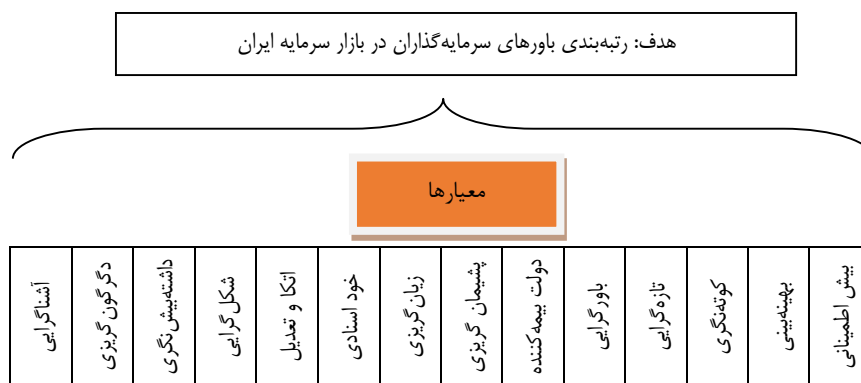 هدف: رتبه‌بندی باورهای سرمایه‌گذاران در بازار سرمایه ایران
معیارها
بیش اطمینانی
بهینه‌بینی
کوته‌نگری
تازه‌گرایی
باورگرایی
دولت بیمه‌کننده
پشیمان گریزی
زیان‌گریزی
خود اسنادی
اتکا و تعدیل
شکل‌گرایی
داشته‌بیش‌نگری
دگرگون‌گریزی
آشناگرایی